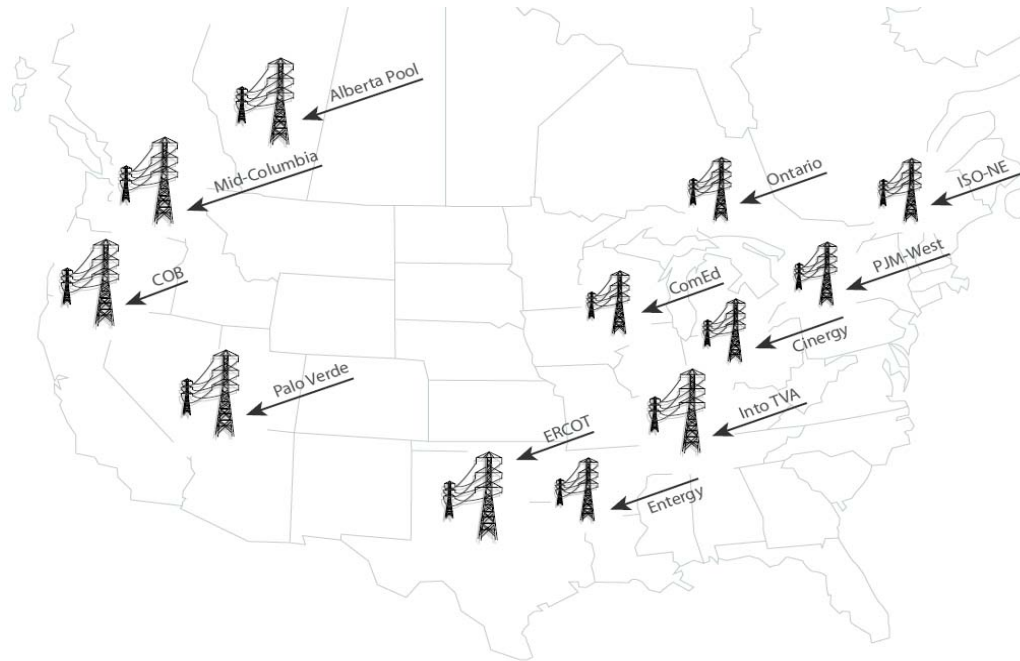 Alberta Pool
Mid-Columbia
Ontario
ISO-NE
COB
ComEd
PJM-West
Cinergy
Palo Verde
Into TVA
ERCOT
Entergy